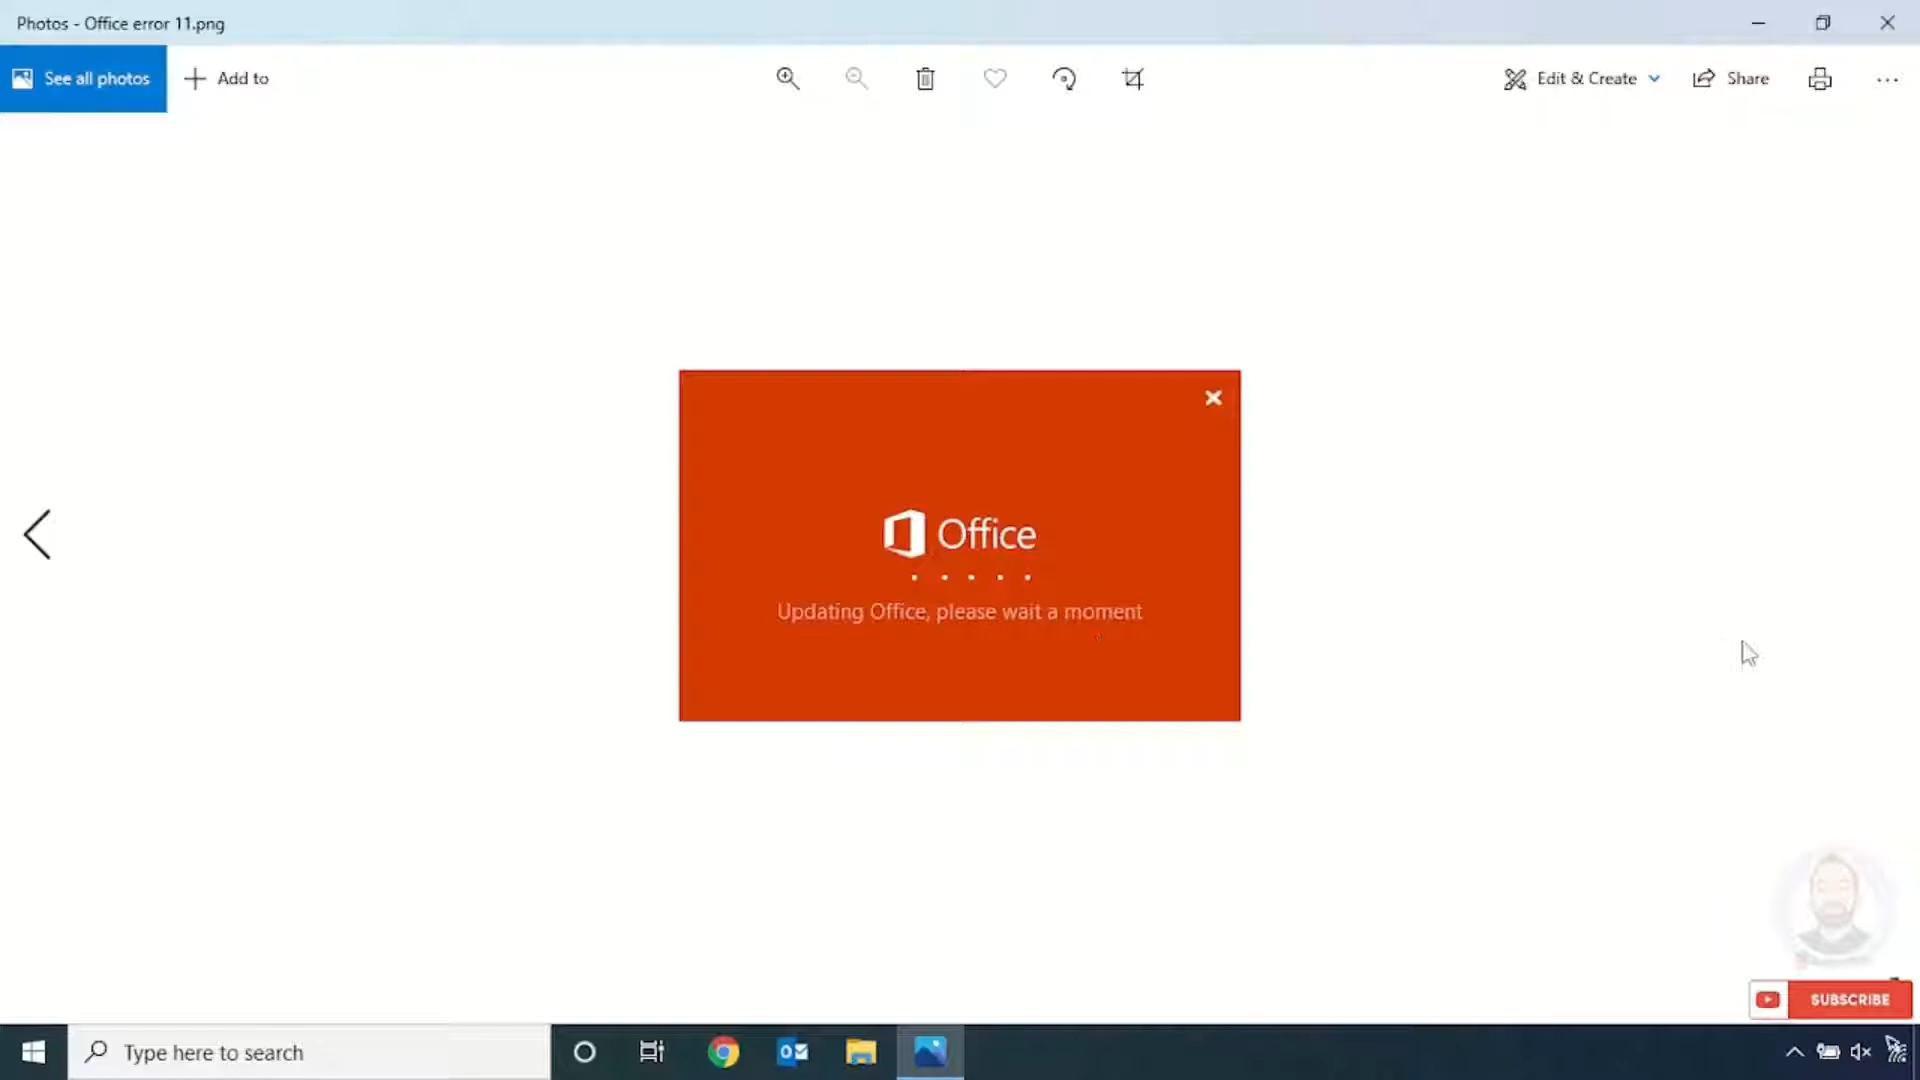 Photos - Office error 11.png
See all photos
Add to
Edit & Create
Share
Office
Updating Office, please wait a moment
SUBSCRIBE
Type here to search